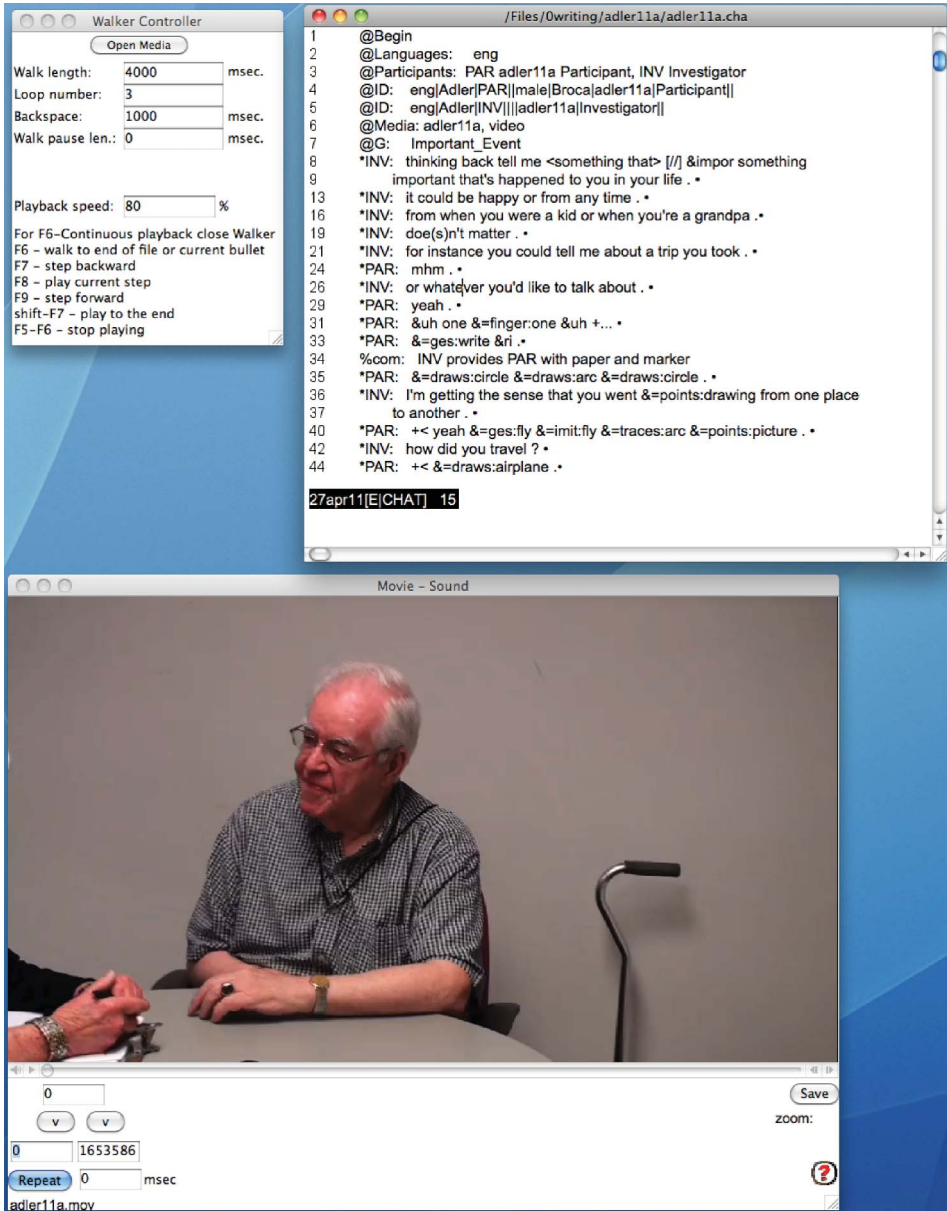 Walker Controller
Open Media
Walk length: 4000 msec.
Loop number: 3
Backspace: 1000 msec.
Walk pause len.: 0 msec.
Playback speed: 80 %
For F6-Continuous playback close Walker
F6 - walk to end of file or current bullet
F7 - step backward
F8 - play current step
F9 - step forward
shift-F7 - play to the end
F5-F6 - stop playing
/Files/0writing/adler11a/adler11a.cha
1 @Begin
2 @Languages: eng
3 @Participants: PAR adler11a Participant, INV Investigator
4 @ID: eng|Adler|PAR||male|Broca|adler11a|Participant||
5 @ID: eng|Adler|INV||||adler11a|Investigator||
6 @Media: adler11a, video
7 @G: Important_Event
8 *INV: thinking back tell me <something that> [//] &impor something
9 important that's happened to you in your life . •
13 *INV: it could be happy or from any time . •
16 *INV: from when you were a kid or when you're a grandpa .•
19 *INV: doe(s)n't matter . •
21 *INV: for instance you could tell me about a trip you took . •
24 *PAR: mhm . •
26 *INV: or whatever you'd like to talk about . •
29 *PAR: yeah . •
31 *PAR: &uh one &=finger:one &uh +... •
33 *PAR: &=ges:write &ri .•
34 %com: INV provides PAR with paper and marker
35 *PAR: &=draws:circle &=draws:arc &=draws:circle . •
36 *INV: I'm getting the sense that you went &=points:drawing from one place
37 to another . •
40 *PAR: +< yeah &=ges:fly &=imit:fly &=traces:arc &=points:picture . •
42 *INV: how did you travel ? •
44 *PAR: +< &=draws:airplane .•
27apr11[E|CHAT] 15
Movie - Sound
0
Save
v v
zoom:
0 1653586
Repeat 0 msec
adler11a.mov